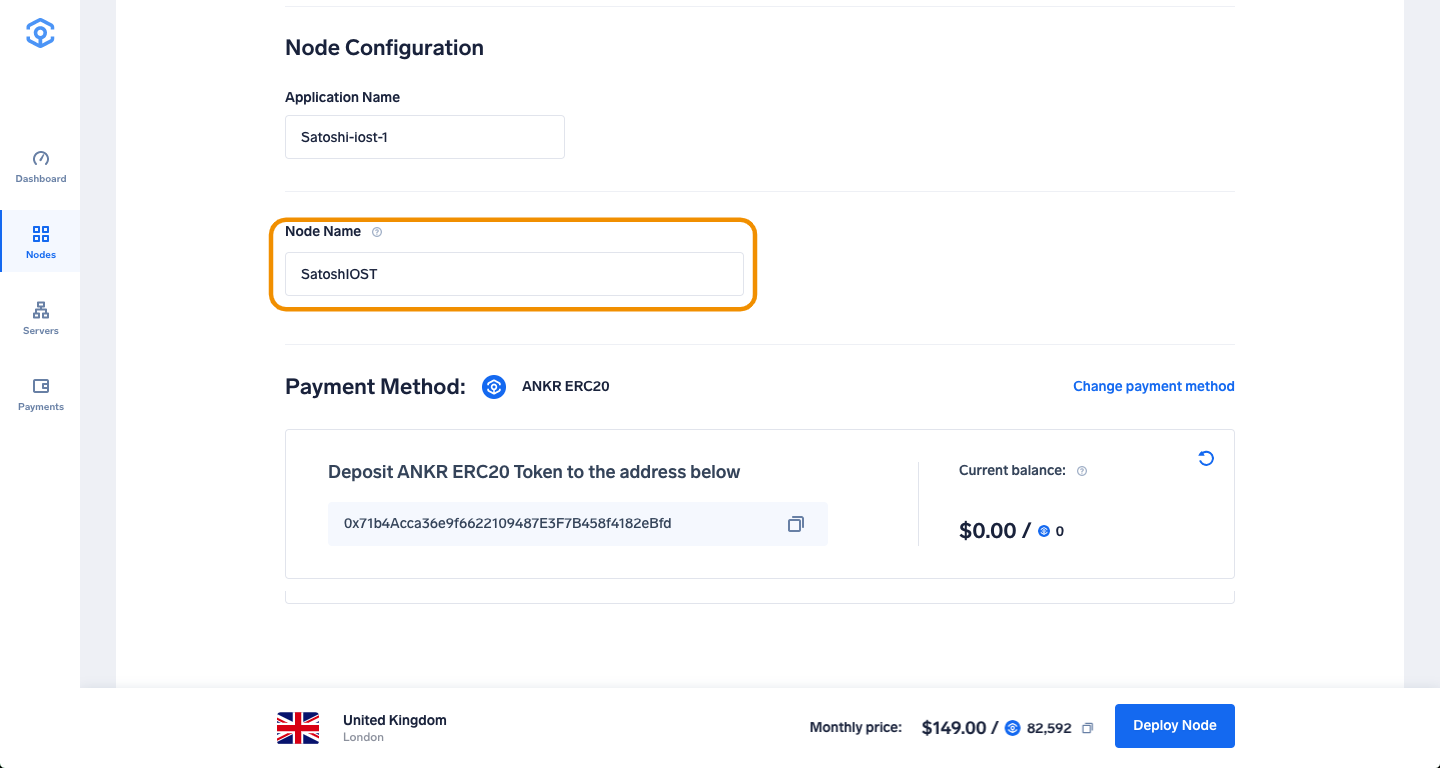 Node Configuration
Application Name
Satoshi-iost-1
Dashboard
Nodes
Servers
Payments
Node Name
SatoshIOST
Payment Method: ANKR ERC20 Change payment method
Deposit ANKR ERC20 Token to the address below
0x71b4Acca36e9f6622109487E3F7B458f4182eBfd
Current balance:
$0.00 / 0
United Kingdom
London
Monthly price: $149.00 / 82,592
Deploy Node